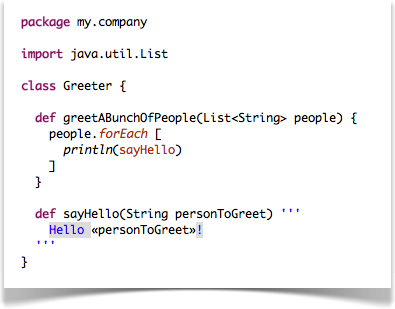 package my.company
import java.util.List
class Greeter {
def greetABunchOfPeople(List<String> people) {
people.forEach [
println(sayHello)
]
}
def sayHello(String personToGreet) '''
Hello «personToGreet»!
'''
}